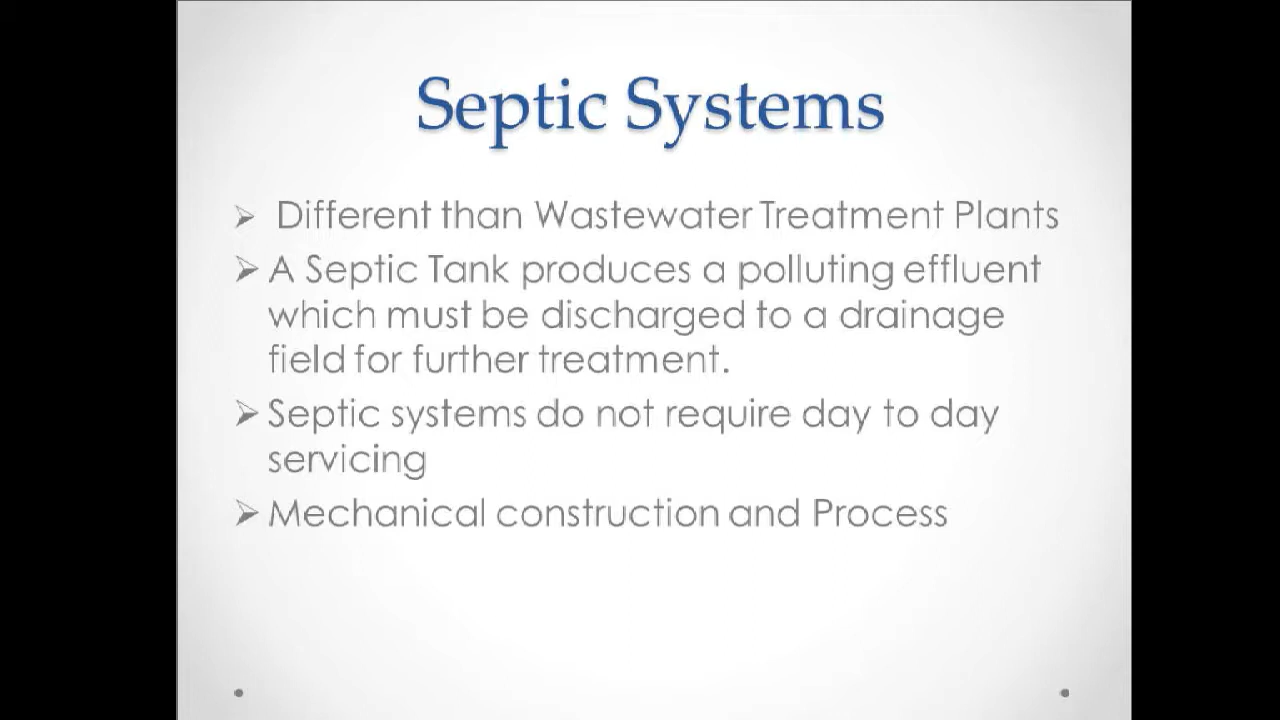 Septic Systems
Different than Wastewater Treatment Plants
A Septic Tank produces a polluting effluent
which must be discharged to a drainage
field for further treatment.
Septic systems do not require day to day
servicing
Mechanical construction and Process